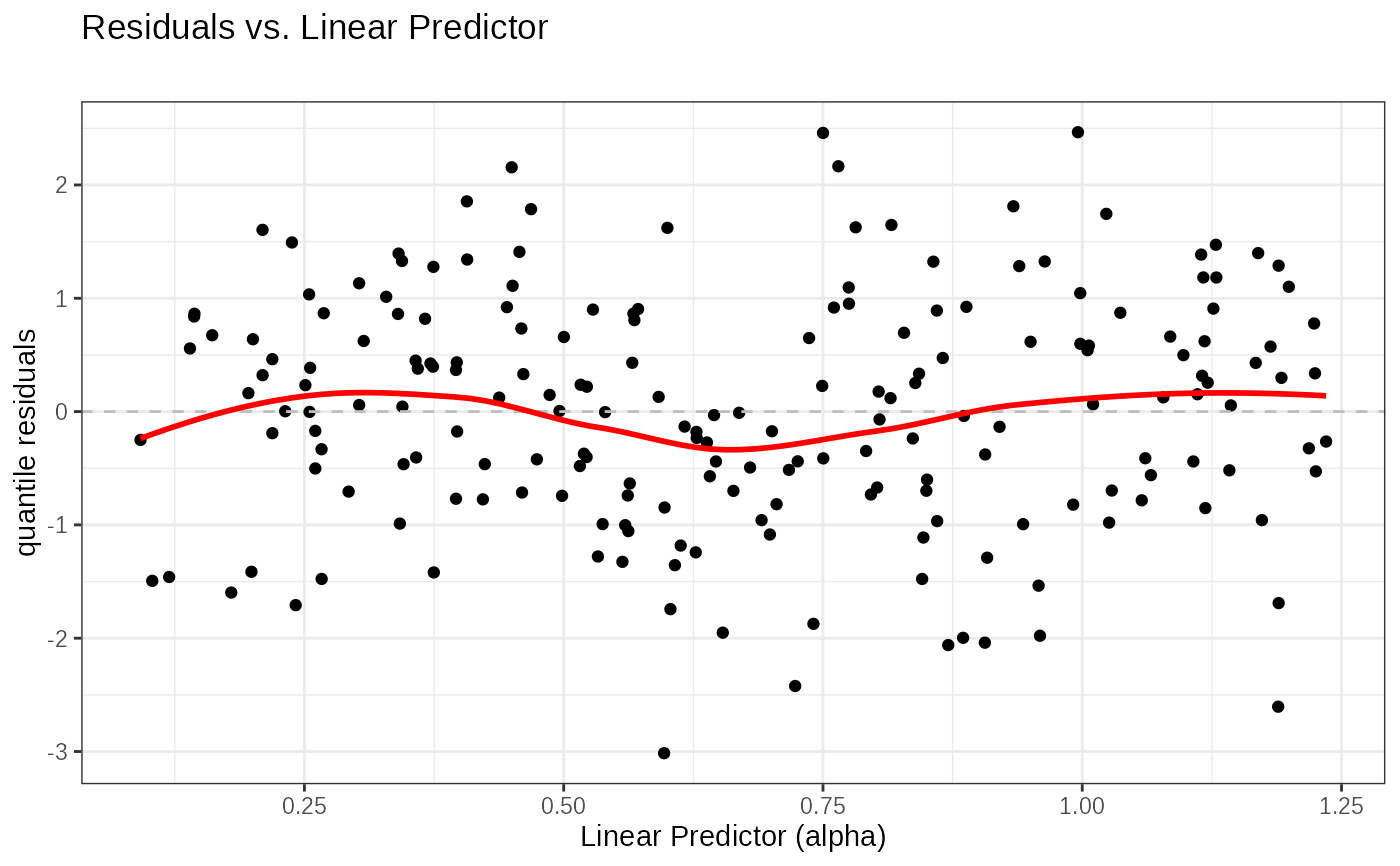 Residuals vs. Linear Predictor
2
1
0
-1
-2
-3
quantile residuals
0.25 0.50 0.75 1.00 1.25
Linear Predictor (alpha)